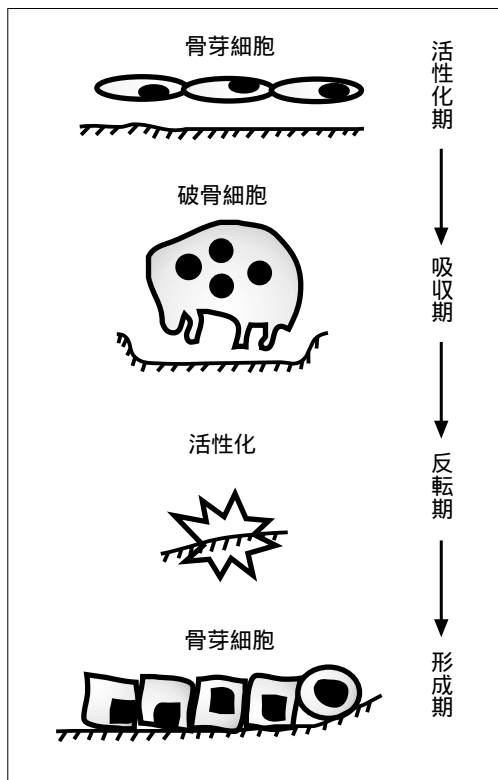 骨芽細胞
活性化期
破骨細胞
吸収期
活性化
反転期
骨芽細胞
形成期